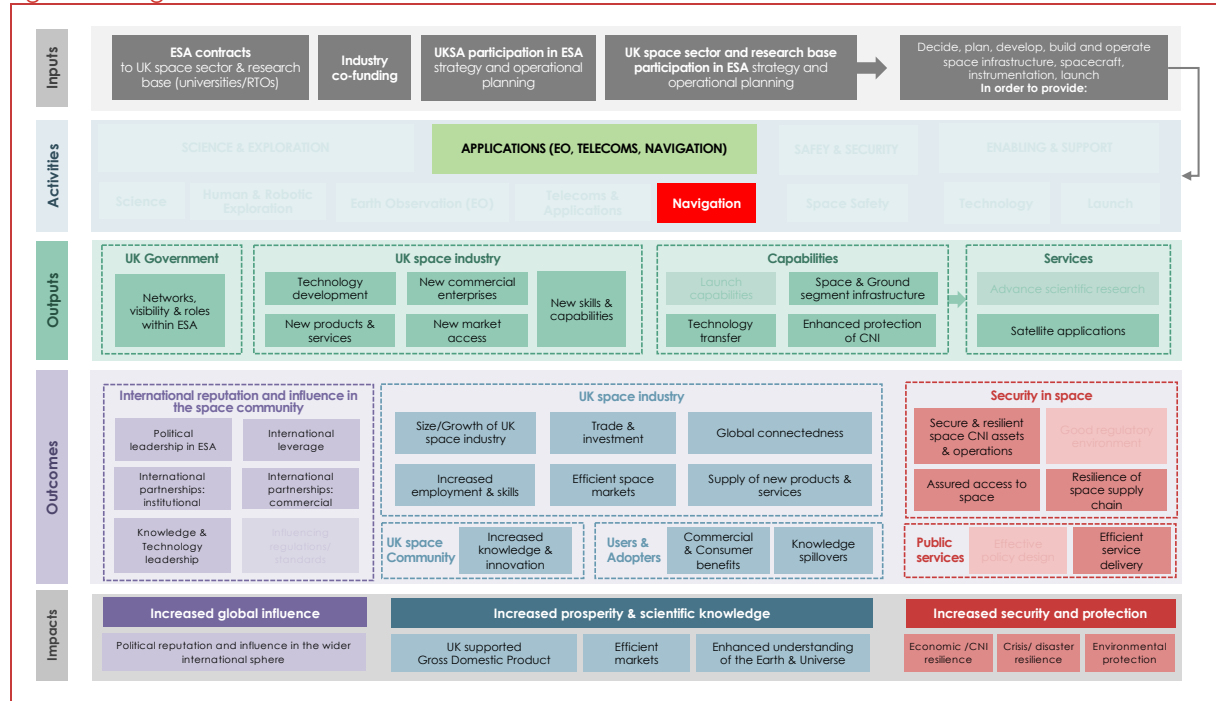 Inputs
ESA contracts
to UK space sector & research
base (universities/RTOs)
Industry
co-funding
UKSA participation in ESA
strategy and operational
planning
UK space sector and research base
participation in ESA strategy and
operational planning
Decide, plan, develop, build and operate
space infrastructure, spacecraft,
instrumentation, launch
In order to provide:
Activities
SCIENCE & EXPLORATION
APPLICATIONS (EO, TELECOMS, NAVIGATION)
SAFEY & SECURITY
ENABLING & SUPPORT
Science
Human & Robotic
Exploration
Earth Observation (EO)
Telecoms &
Applications
Navigation
Space Safety
Technology
Launch
Outputs
UK Government
Networks,
visibility & roles
within ESA
UK space industry
Technology
development
New commercial
enterprises
New products &
services
New market
access
New skills &
capabilities
Capabilities
Launch
capabilities
Space & Ground
segment infrastructure
Technology
transfer
Enhanced protection
of CNI
Services
Advance scientific research
Satellite applications
Outcomes
International reputation and influence in
the space community
Political
leadership in ESA
International
leverage
International
partnerships:
institutional
International
partnerships:
commercial
Knowledge &
Technology
leadership
Influencing
regulations/
standards
UK space industry
Size/Growth of UK
space industry
Trade &
investment
Global connectedness
Increased
employment & skills
Efficient space
markets
Supply of new products &
services
UK space
Community
Increased
knowledge &
innovation
Users &
Adopters
Commercial
& Consumer
benefits
Knowledge
spillovers
Security in space
Secure & resilient
space CNI assets
& operations
Good regulatory
environment
Assured access to
space
Resilience of
space supply
chain
Public
services
Effective
policy design
Efficient
service
delivery
Impacts
Increased global influence
Political reputation and influence in the wider
international sphere
Increased prosperity & scientific knowledge
UK supported
Gross Domestic Product
Efficient
markets
Enhanced understanding
of the Earth & Universe
Increased security and protection
Economic /CNI
resilience
Crisis/ disaster
resilience
Environmental
protection